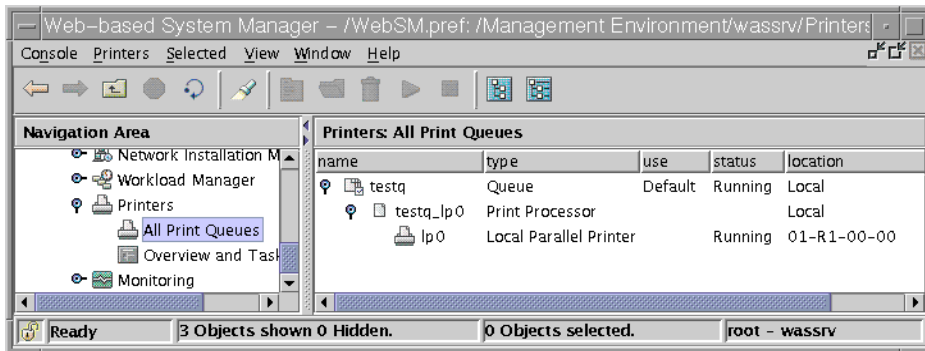 Web-based System Manager - /WebSM.pref: /Management Environment/wassrv/Printers
Console Printers Selected View Window Help
Navigation Area
Network Installation M
Workload Manager
Printers
All Print Queues
Overview and Task
Monitoring
Printers: All Print Queues
name type use status location
testq Queue Default Running Local
testq_lp0 Print Processor Local
lp0 Local Parallel Printer Running 01-R1-00-00
Ready 3 Objects shown 0 Hidden. 0 Objects selected. root - wassrv